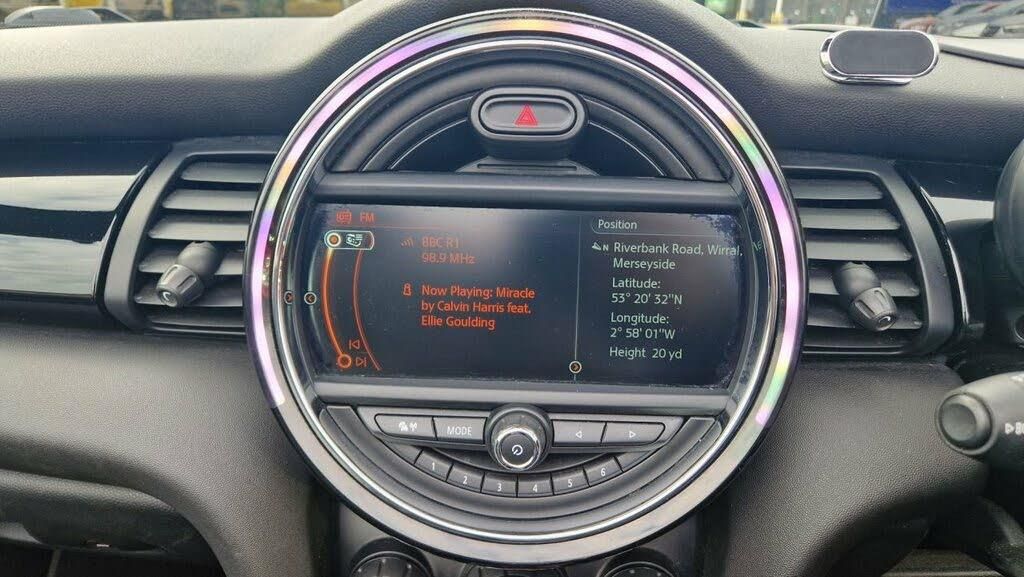 FM
BBC R1
98.9 MHz
Now Playing: Miracle
by Calvin Harris feat.
Ellie Goulding
Position
N Riverbank Road, Wirral,
Merseyside
Latitude:
53° 20' 32"N
Longitude:
2° 58' 01"W
Height 20 yd
MODE
1 2 3 4 5 6